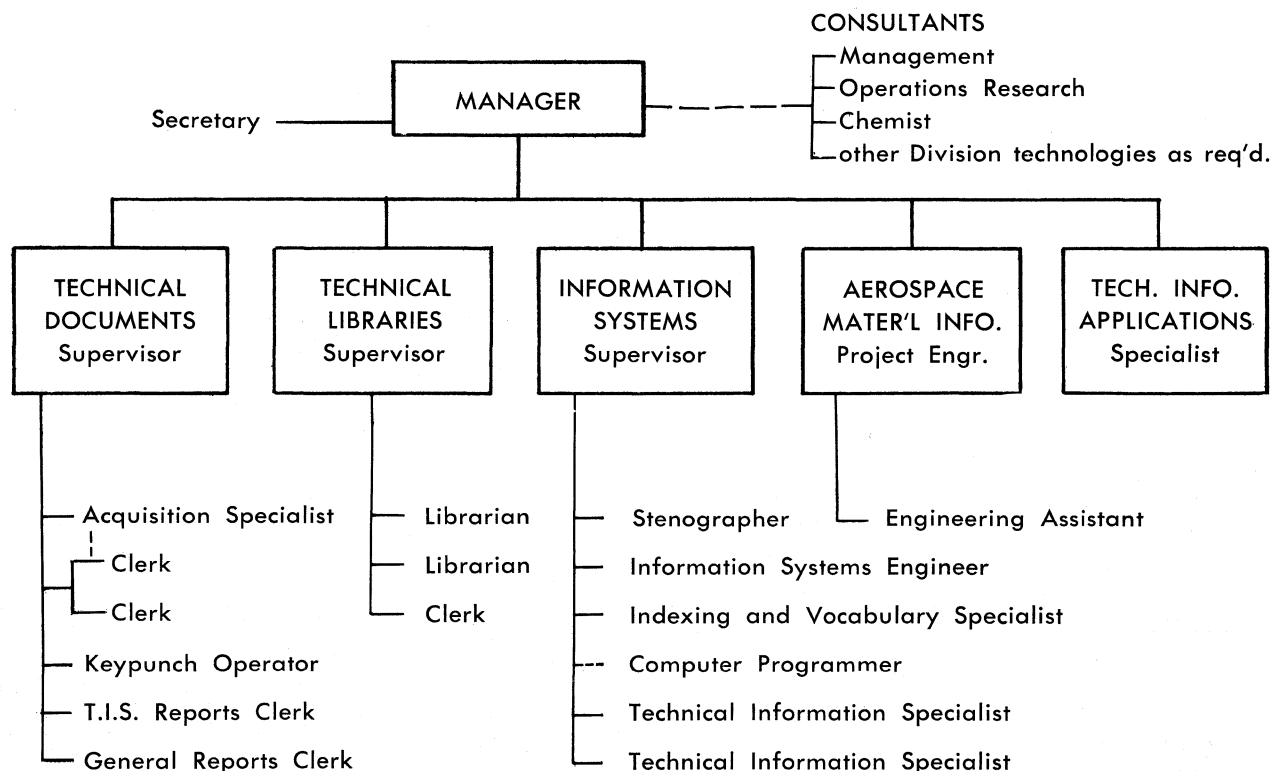 CONSULTANTS
Management
Operations Research
Chemist
other Division technologies as req'd.
MANAGER
Secretary
TECHNICAL
DOCUMENTS
Supervisor
TECHNICAL
LIBRARIES
Supervisor
INFORMATION
SYSTEMS
Supervisor
AEROSPACE
MATER'L INFO.
Project Engr.
TECH. INFO.
APPLICATIONS
Specialist
Acquisition Specialist
Clerk
Clerk
Keypunch Operator
T.I.S. Reports Clerk
General Reports Clerk
Librarian
Librarian
Clerk
Stenographer
Information Systems Engineer
Indexing and Vocabulary Specialist
Computer Programmer
Technical Information Specialist
Technical Information Specialist
Engineering Assistant